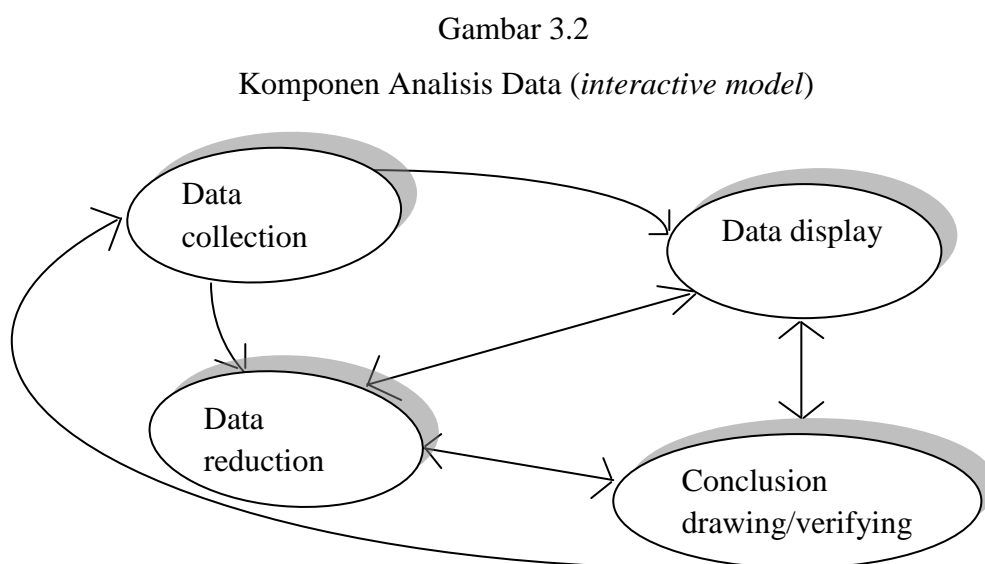 Gambar 3.2
Komponen Analisis Data (interactive model)
Data
collection
Data display
Data
reduction
Conclusion
drawing/verifying